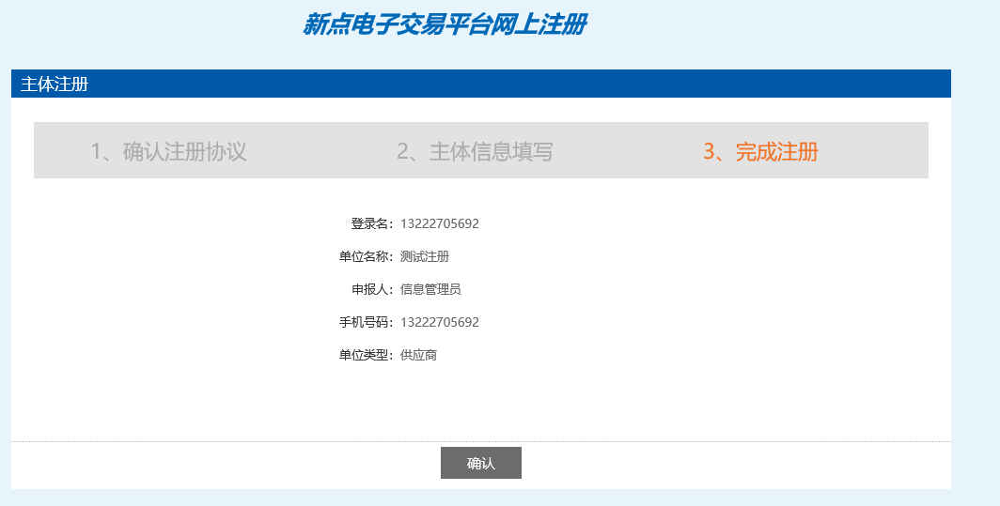 新点电子交易平台网上注册
主体注册
1、确认注册协议 2、主体信息填写 3、完成注册
登录名：13222705692
单位名称：测试注册
申报人：信息管理员
手机号码：13222705692
单位类型：供应商
确认